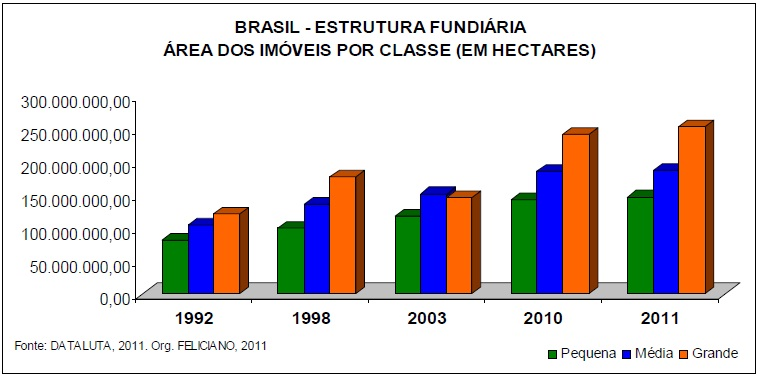 BRASIL - ESTRUTURA FUNDIÁRIA
ÁREA DOS IMÓVEIS POR CLASSE (EM HECTARES)
300.000.000,00
250.000.000,00
200.000.000,00
150.000.000,00
100.000.000,00
50.000.000,00
0,00
1992 1998 2003 2010 2011
Fonte: DATALUTA, 2011. Org. FELICIANO, 2011
Pequena Média Grande